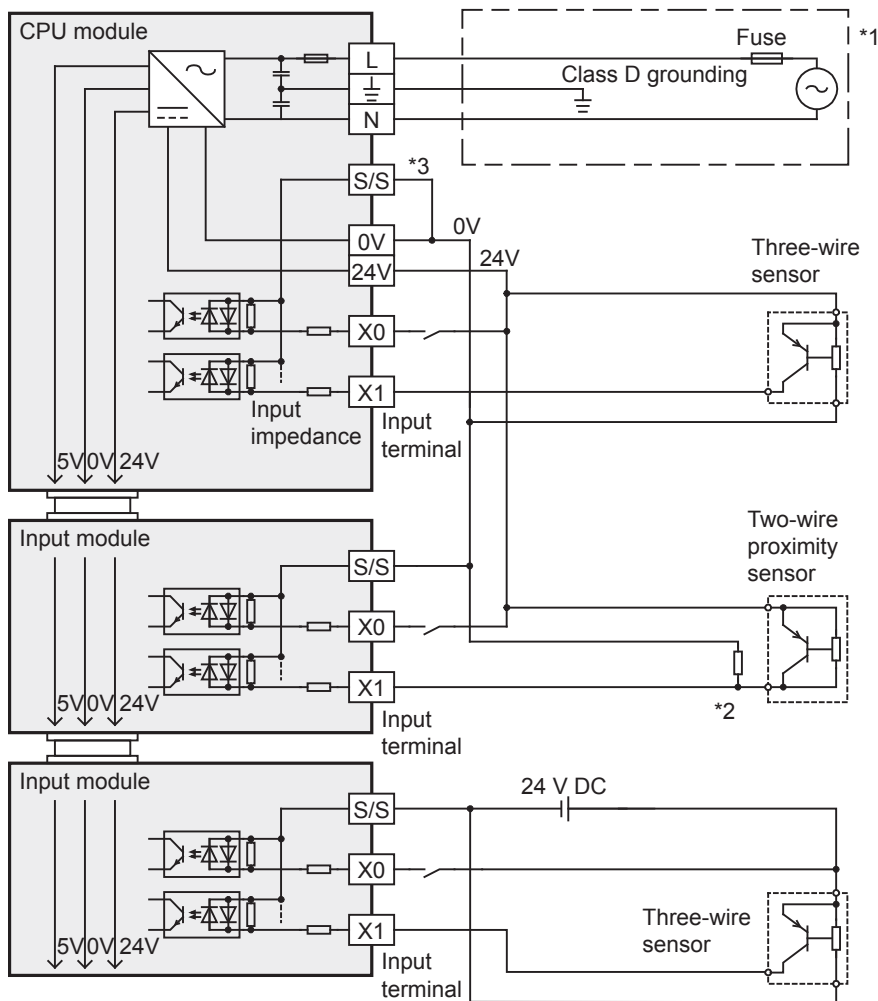 CPU module
L
N
Fuse
*1
Class D grounding
S/S
*3
0V
0V
24V
24V
Three-wire
sensor
X0
X1
Input
impedance
Input
terminal
5V 0V 24V
Input module
S/S
Two-wire
proximity
sensor
X0
X1
*2
5V 0V 24V
Input
terminal
Input module
S/S
24 V DC
X0
X1
Three-wire
sensor
5V 0V 24V
Input
terminal